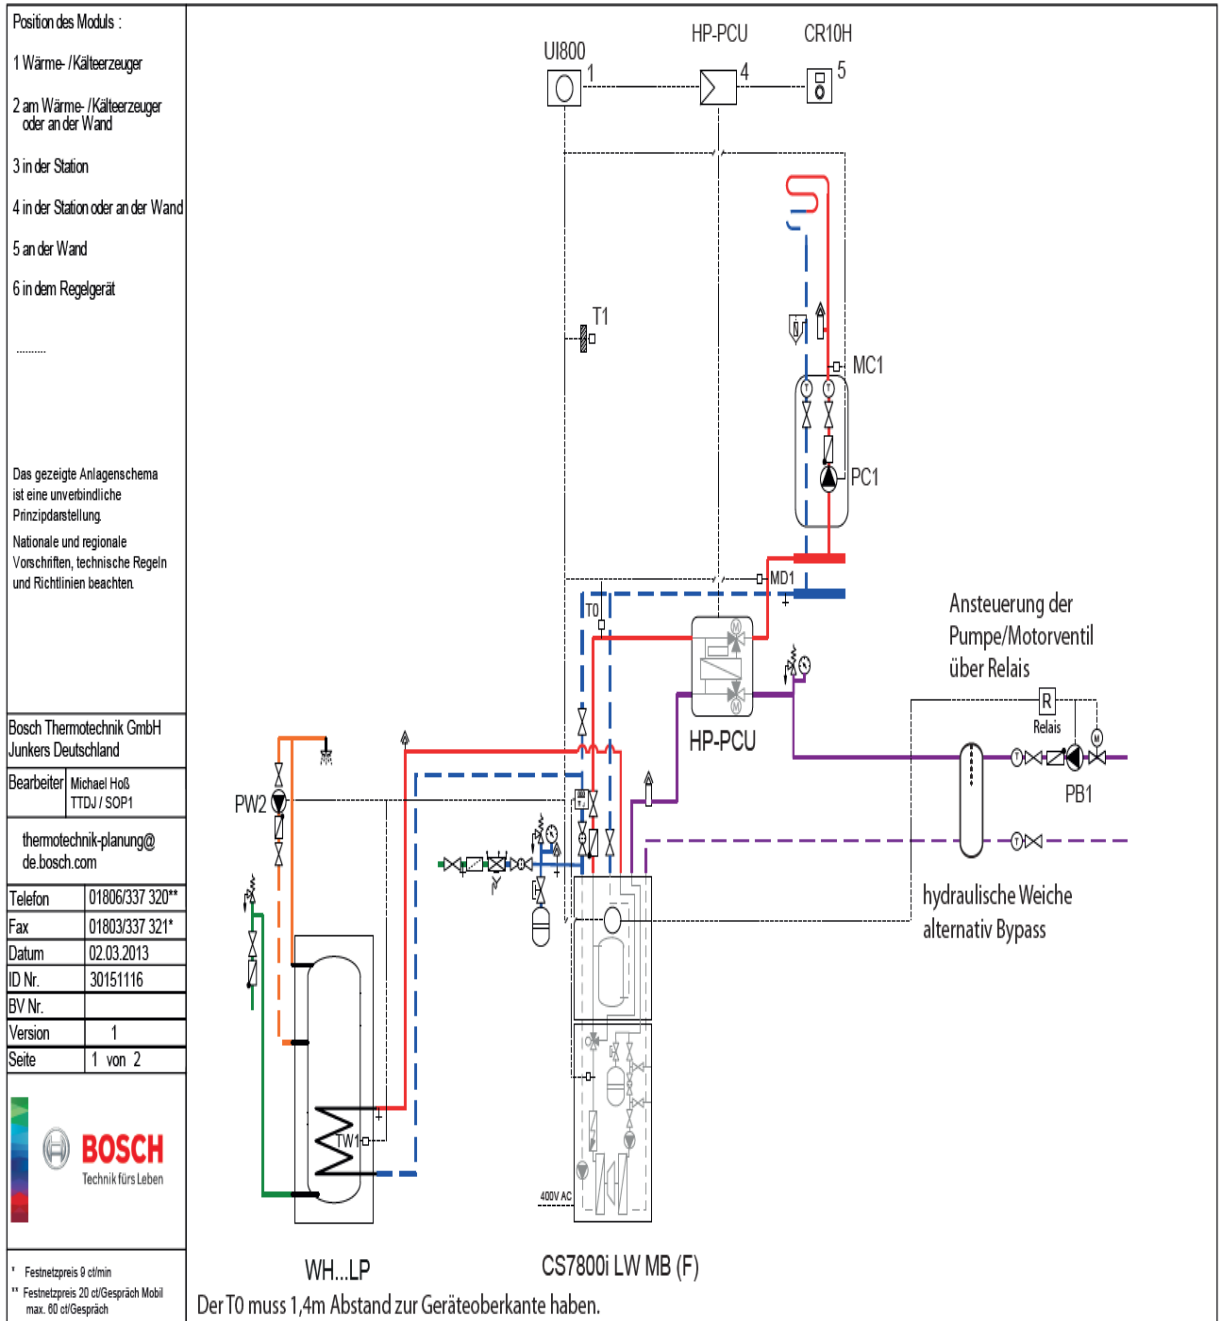 Position des Moduls :
1 Wärme- /Kälteerzeuger
2 am Wärme- /Kälteerzeuger
oder an der Wand
3 in der Station
4 in der Station oder an der Wand
5 an der Wand
6 in dem Regelgerät
..........
Das gezeigte Anlagenschema
ist eine unverbindliche
Prinzipdarstellung.
Nationale und regionale
Vorschriften, technische Regeln
und Richtlinien beachten.
Bosch Thermotechnik GmbH
Junkers Deutschland
Bearbeiter Michael Hoß
TTDJ / SOP1
thermotechnik-planung@
de.bosch.com
Telefon 01806/337 320**
Fax 01803/337 321*
Datum 02.03.2013
ID Nr. 30151116
BV Nr.
Version 1
Seite 1 von 2
BOSCH
Technik fürs Leben
* Festnetzpreis 9 ct/min
** Festnetzpreis 20 ct/Gespräch Mobil
max. 60 ct/Gespräch
UI800
1
HP-PCU
4
CR10H
5
T1
MC1
T
T
PC1
MD1
T0
M
M
HP-PCU
Ansteuerung der
Pumpe/Motorventil
über Relais
R
Relais
M
T
PB1
T
hydraulische Weiche
alternativ Bypass
PW2
TW1
400V AC
WH...LP
CS7800i LW MB (F)
Der T0 muss 1,4m Abstand zur Geräteoberkante haben.